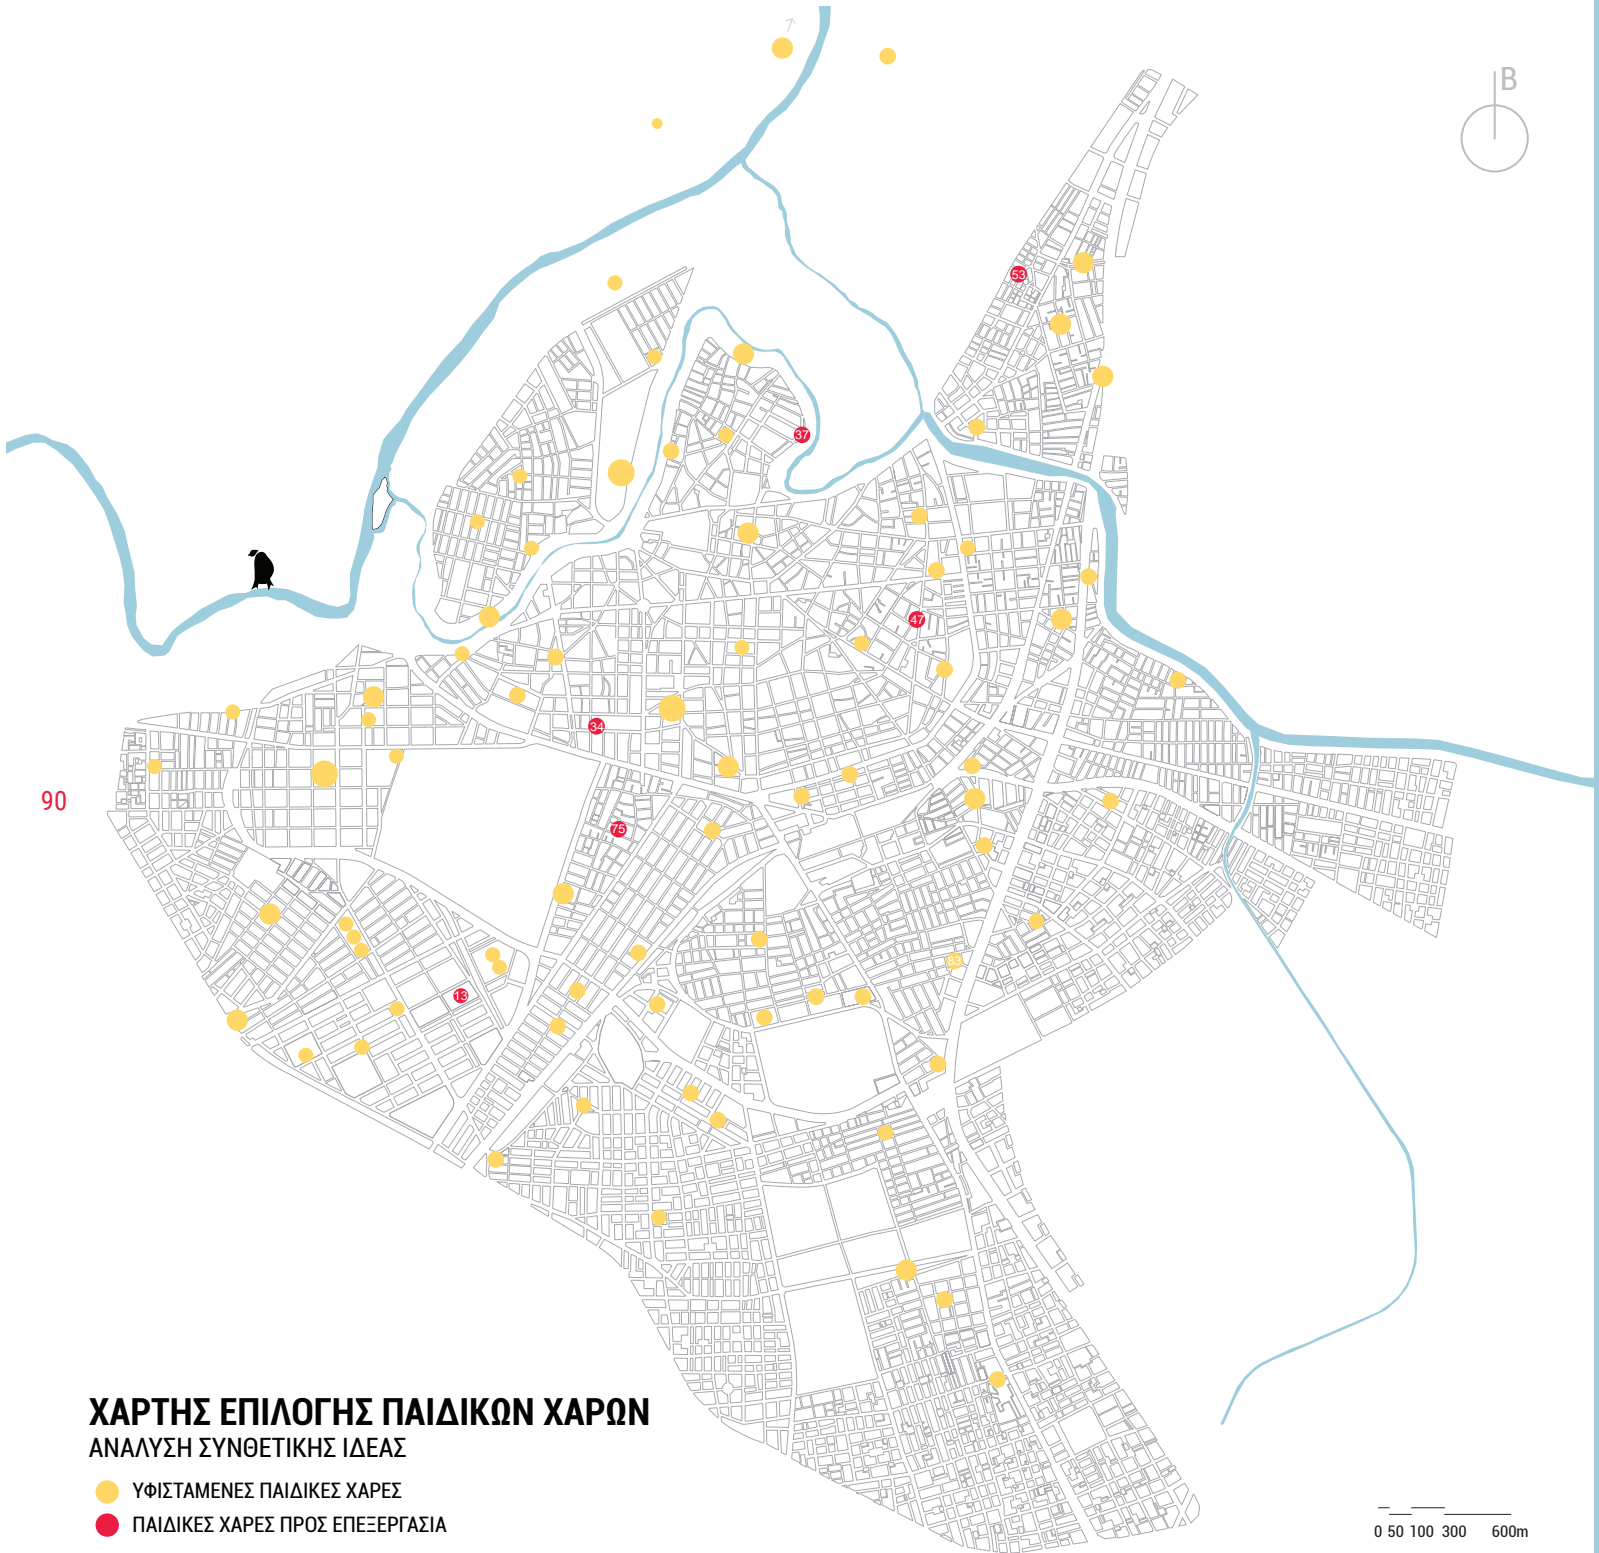 Β
53
37
47
34
90
75
83
13
ΧΑΡΤΗΣ ΕΠΙΛΟΓΗΣ ΠΑΙΔΙΚΩΝ ΧΑΡΩΝ
ΑΝΑΛΥΣΗ ΣΥΝΘΕΤΙΚΗΣ ΙΔΕΑΣ
ΥΦΙΣΤΑΜΕΝΕΣ ΠΑΙΔΙΚΕΣ ΧΑΡΕΣ
ΠΑΙΔΙΚΕΣ ΧΑΡΕΣ ΠΡΟΣ ΕΠΕΞΕΡΓΑΣΙΑ
0 50 100 300 600m